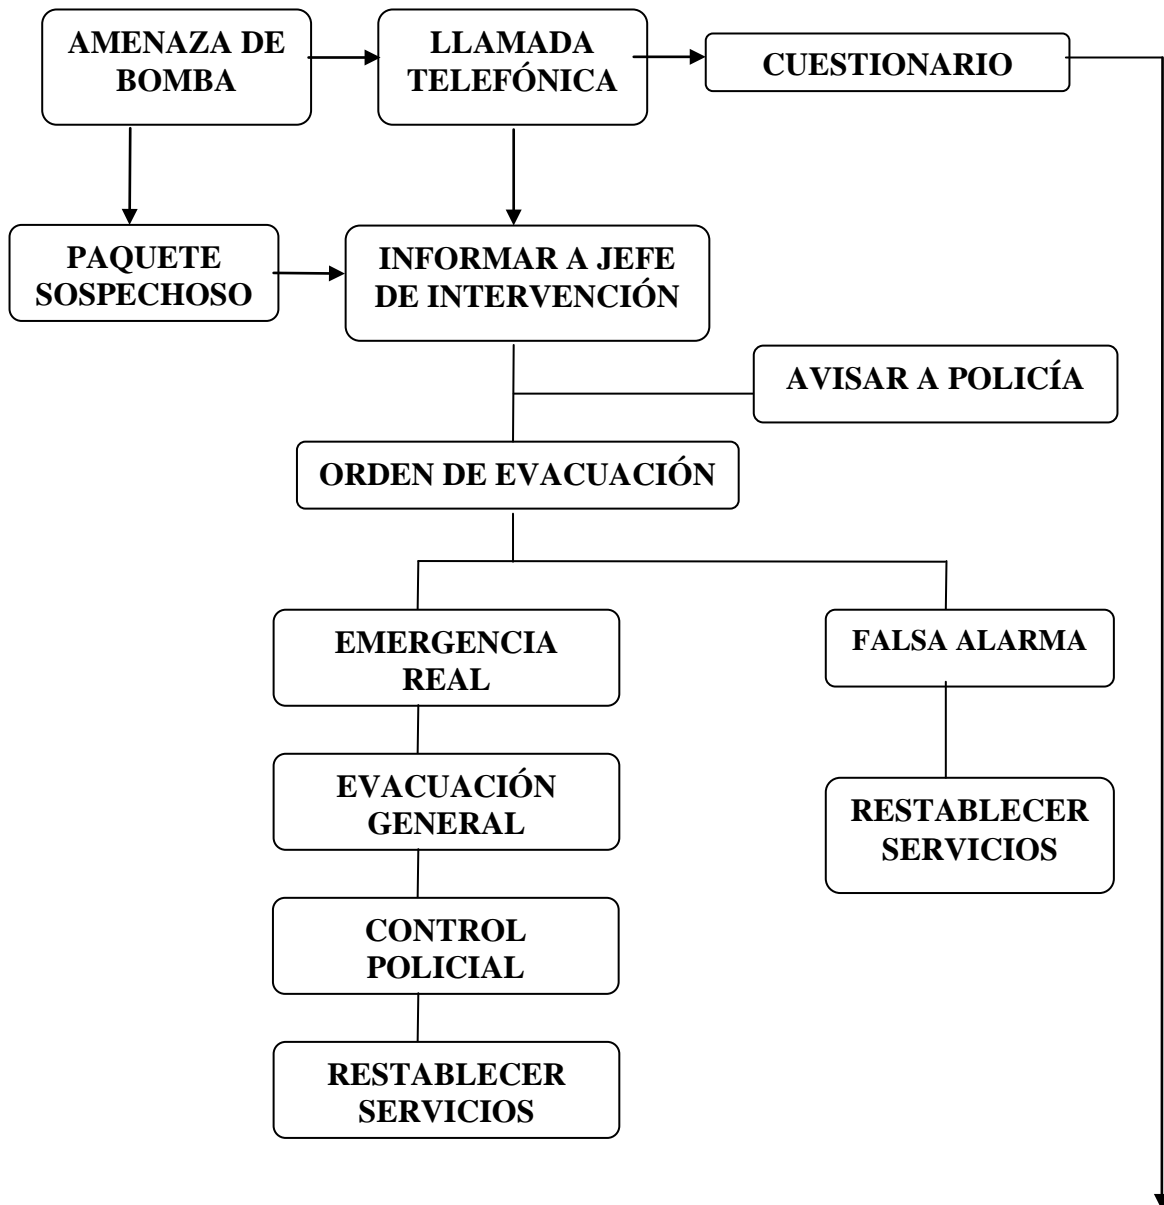 AMENAZA DE
BOMBA
LLAMADA
TELEFÓNICA
CUESTIONARIO
PAQUETE
SOSPECHOSO
INFORMAR A JEFE
DE INTERVENCIÓN
AVISAR A POLICÍA
ORDEN DE EVACUACIÓN
EMERGENCIA
REAL
FALSA ALARMA
EVACUACIÓN
GENERAL
RESTABLECER
SERVICIOS
CONTROL
POLICIAL
RESTABLECER
SERVICIOS